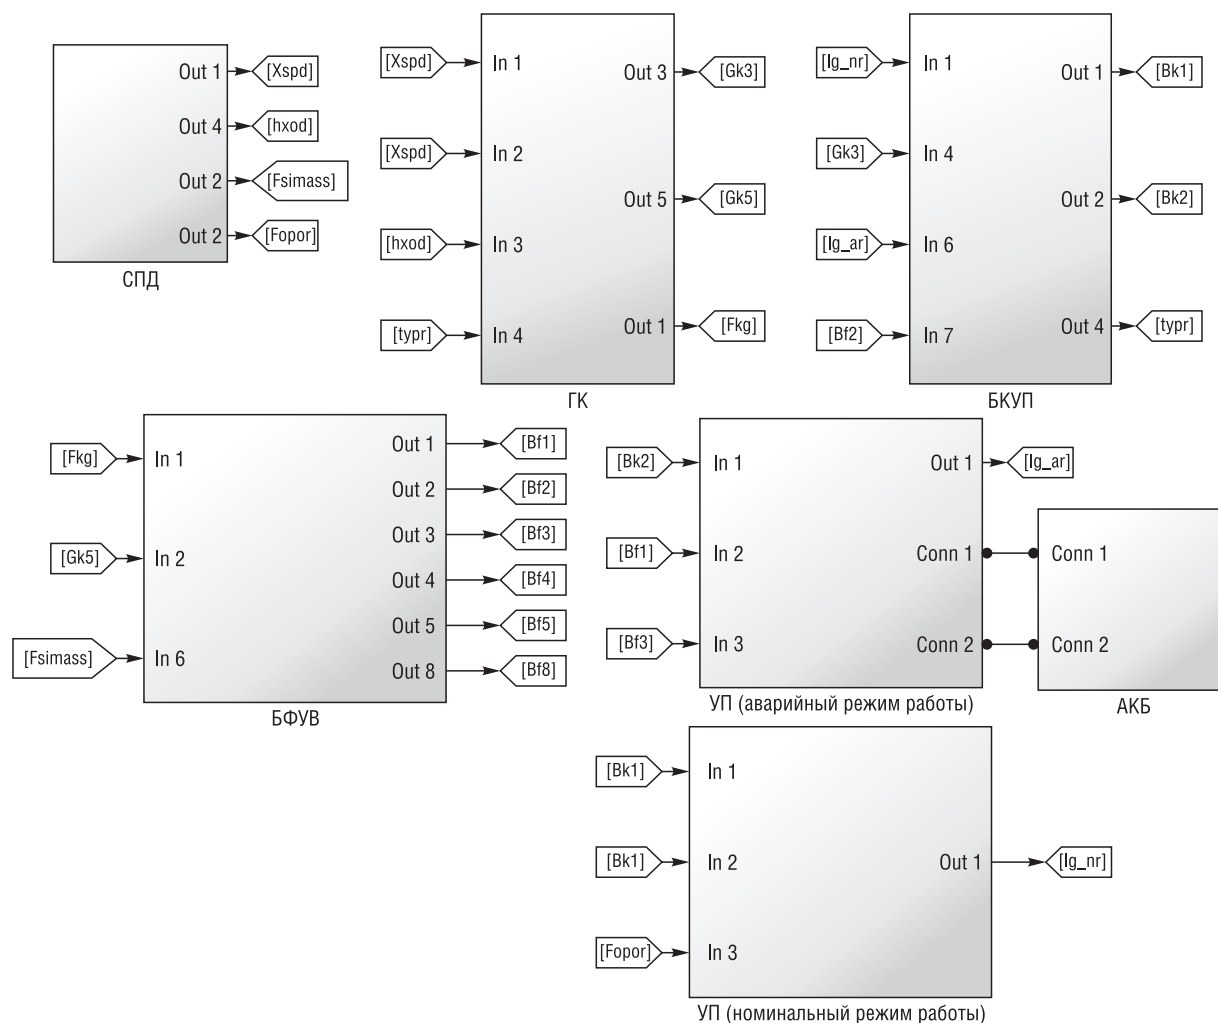 Out 1
[Xspd]
Out 4
[hxod]
Out 2
[Fsimass]
Out 2
[Fopor]
СПД
[Xspd]
In 1
Out 3
[Gk3]
[Xspd]
In 2
Out 5
[Gk5]
[hxod]
In 3
[typr]
In 4
Out 1
[Fkg]
ГК
[Ig_nr]
In 1
Out 1
[Bk1]
[Gk3]
In 4
Out 2
[Bk2]
[Ig_ar]
In 6
[Bf2]
In 7
Out 4
[typr]
БКУП
[Fkg]
In 1
Out 1
[Bf1]
Out 2
[Bf2]
Out 3
[Bf3]
[Gk5]
In 2
Out 4
[Bf4]
Out 5
[Bf5]
[Fsimass]
In 6
Out 8
[Bf8]
БФУВ
[Bk2]
In 1
Out 1
[Ig_ar]
[Bf1]
In 2
Conn 1
Conn 1
[Bf3]
In 3
Conn 2
Conn 2
УП (аварийный режим работы)
АКБ
[Bk1]
In 1
[Bk1]
In 2
Out 1
[Ig_nr]
[Fopor]
In 3
УП (номинальный режим работы)